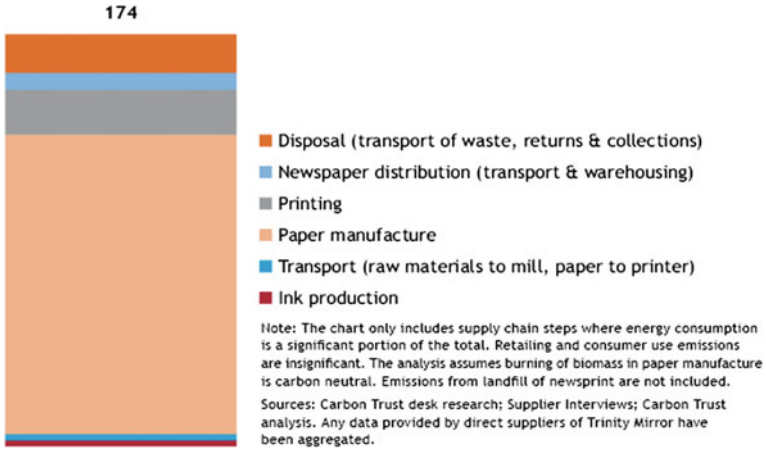 174
Disposal (transport of waste, returns & collections)
Newspaper distribution (transport & warehousing)
Printing
Paper manufacture
Transport (raw materials to mill, paper to printer)
Ink production
Note: The chart only includes supply chain steps where energy consumption
is a significant portion of the total. Retailing and consumer use emissions
are insignificant. The analysis assumes burning of biomass in paper manufacture
is carbon neutral. Emissions from landfill of newsprint are not included.
Sources: Carbon Trust desk research; Supplier Interviews; Carbon Trust
analysis. Any data provided by direct suppliers of Trinity Mirror have
been aggregated.